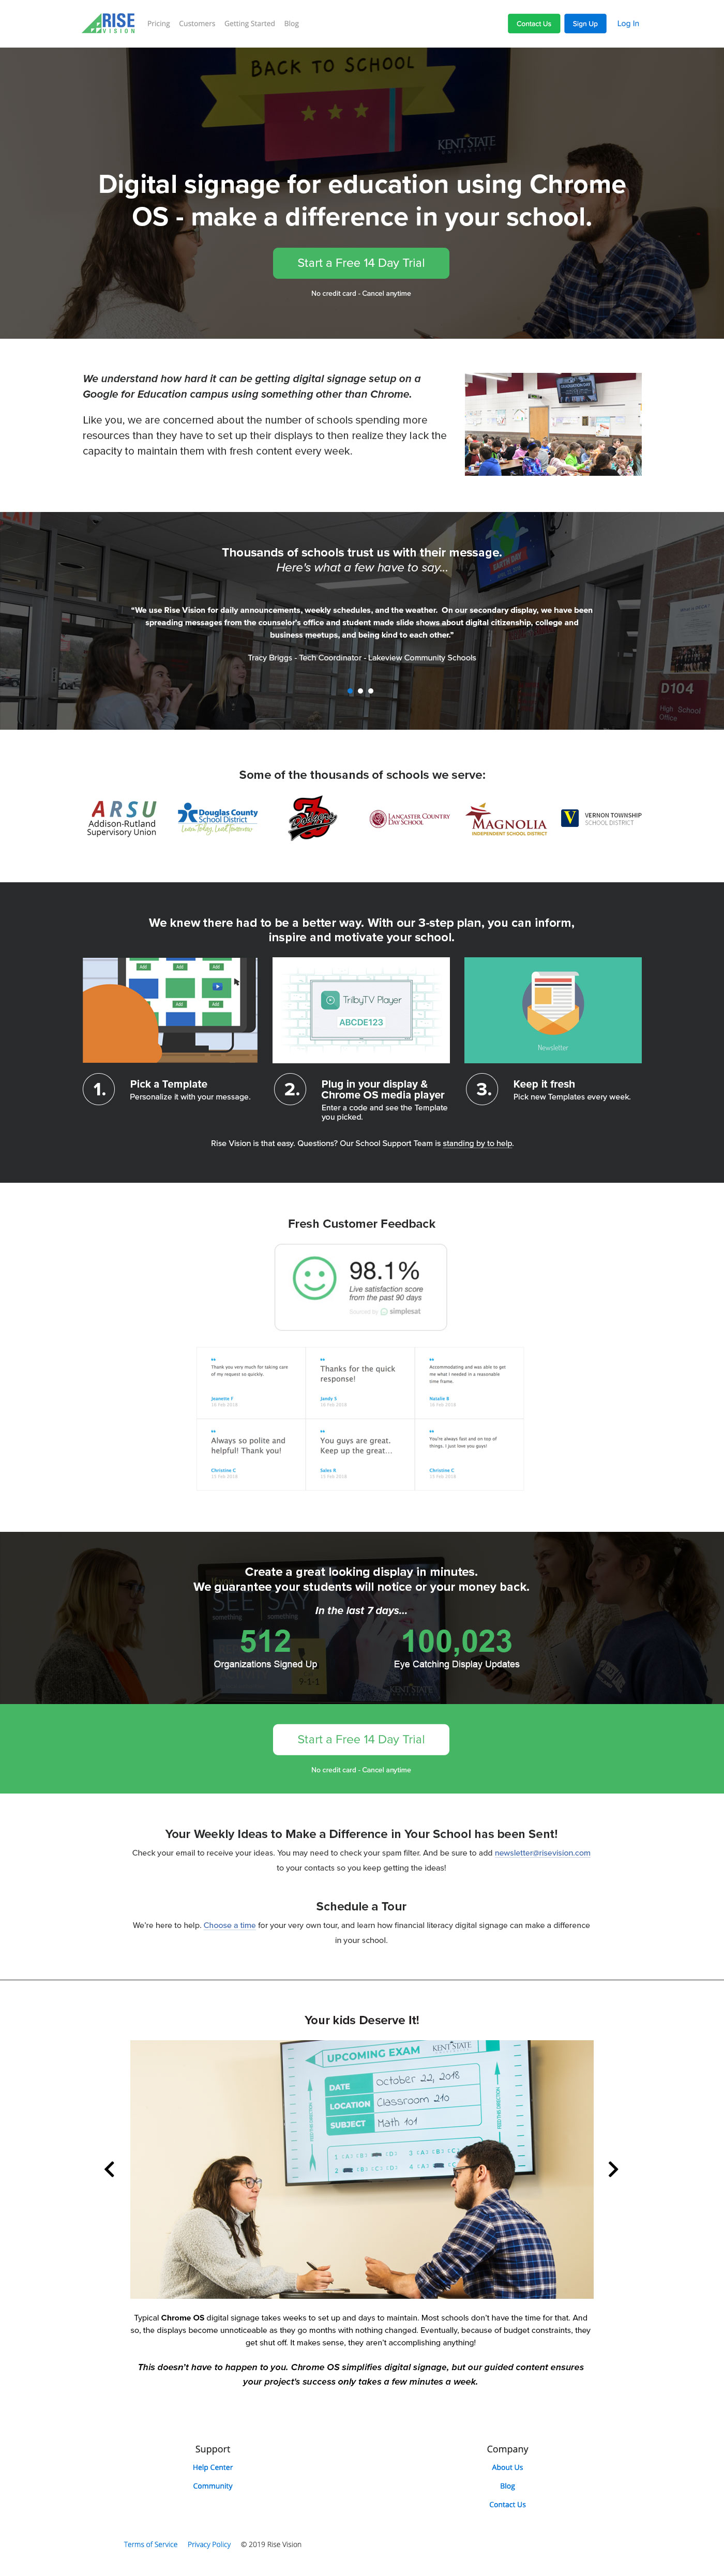 RISE
VISION
Pricing Customers Getting Started Blog
Contact Us Sign Up Log In
BACK TO SCHOOL
KENT STATE
UNIVERSITY
Digital signage for education using Chrome
OS - make a difference in your school.
Start a Free 14 Day Trial
No credit card - Cancel anytime
We understand how hard it can be getting digital signage setup on a
Google for Education campus using something other than Chrome.
Like you, we are concerned about the number of schools spending more
resources than they have to set up their displays to then realize they lack the
capacity to maintain them with fresh content every week.
EARTH DAY
Thousands of schools trust us with their message.
Here's what a few have to say...
"We use Rise Vision for daily announcements, weekly schedules, and the weather. On our secondary display, we have been
spreading messages from the counselor's office and student made slide shows about digital citizenship, college and
business meetups, and being kind to each other."
Tracy Briggs - Tech Coordinator - Lakeview Community Schools
D104
High School
Office
Some of the thousands of schools we serve:
ARSU
Addison-Rutland
Supervisory Union
Douglas County
School District
Learn today, Lead tomorrow
LANCASTER COUNTRY
DAY SCHOOL
MAGNOLIA
INDEPENDENT SCHOOL DISTRICT
V
VERNON TOWNSHIP
SCHOOL DISTRICT
We knew there had to be a better way. With our 3-step plan, you can inform,
inspire and motivate your school.
Add Add Add
Add Add
TrilbyTV Player
ABCDE123
Newsletter
1. Pick a Template
Personalize it with your message.
2. Plug in your display &
Chrome OS media player
Enter a code and see the Template
you picked.
3. Keep it fresh
Pick new Templates every week.
Rise Vision is that easy. Questions? Our School Support Team is standing by to help.
Fresh Customer Feedback
98.1%
Live satisfaction score
from the past 90 days
simplesat
Thank you very much for taking care
of my request so quickly.
Jeanette F
Thanks for the quick
response!
Jandy S
Accommodating and was able to get
me what I needed in a reasonable
time frame.
Natalie B
Always so polite and
helpful! Thank you!
Christine C
You guys are great.
Keep up the great...
Sales R
You're always fast and on top of
things. I just love you guys!
Christine C
If you
SEE SAY
something something
9-1-1
KENT STATE
Create a great looking display in minutes.
We guarantee your students will notice or your money back.
In the last 7 days...
512
Organizations Signed Up
100,023
Eye Catching Display Updates
Start a Free 14 Day Trial
No credit card - Cancel anytime
Your Weekly Ideas to Make a Difference in Your School has been Sent!
Check your email to receive your ideas. You may need to check your spam filter. And be sure to add newsletter@risevision.com
to your contacts so you keep getting the ideas!
Schedule a Tour
We're here to help. Choose a time for your very own tour, and learn how financial literacy digital signage can make a difference
in your school.
Your kids Deserve It!
UPCOMING EXAM
KENT STATE
DATE October 22, 2018
LOCATION Classroom 210
SUBJECT Math 101
Typical Chrome OS digital signage takes weeks to set up and days to maintain. Most schools don't have the time for that. And
so, the displays become unnoticeable as they go months with nothing changed. Eventually, because of budget constraints, they
get shut off. It makes sense, they aren't accomplishing anything!
This doesn't have to happen to you. Chrome OS simplifies digital signage, but our guided content ensures
your project's success only takes a few minutes a week.
Support
Help Center
Community
Company
About Us
Blog
Contact Us
Terms of Service Privacy Policy © 2019 Rise Vision